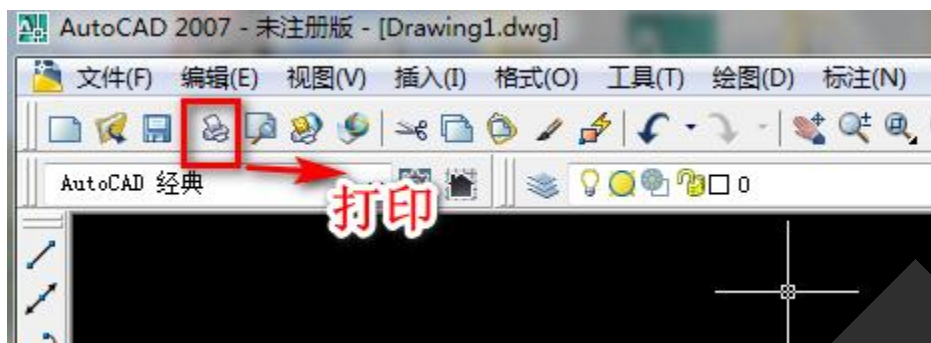 AutoCAD 2007 - 未注册版 - [Drawing1.dwg]
文件(F) 编辑(E) 视图(V) 插入(I) 格式(O) 工具(T) 绘图(D) 标注(N)
AutoCAD 经典 0
打印